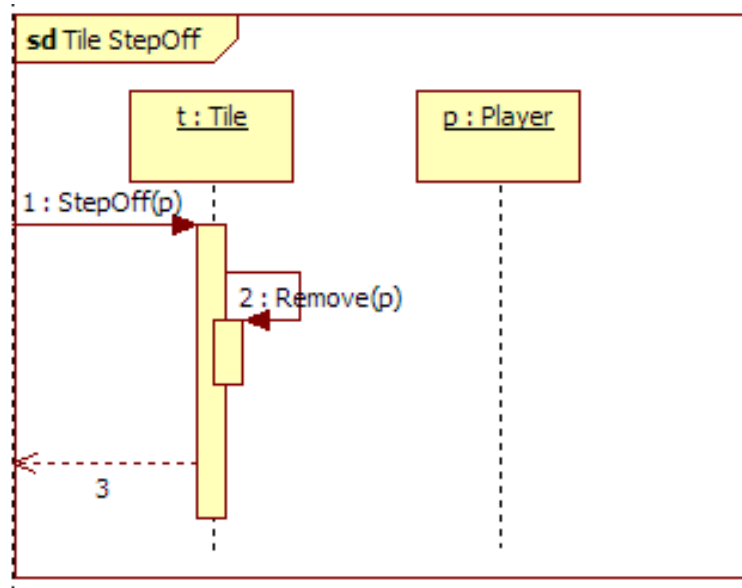 sd Tile StepOff
t : Tile
p : Player
1 : StepOff(p)
2 : Remove(p)
3